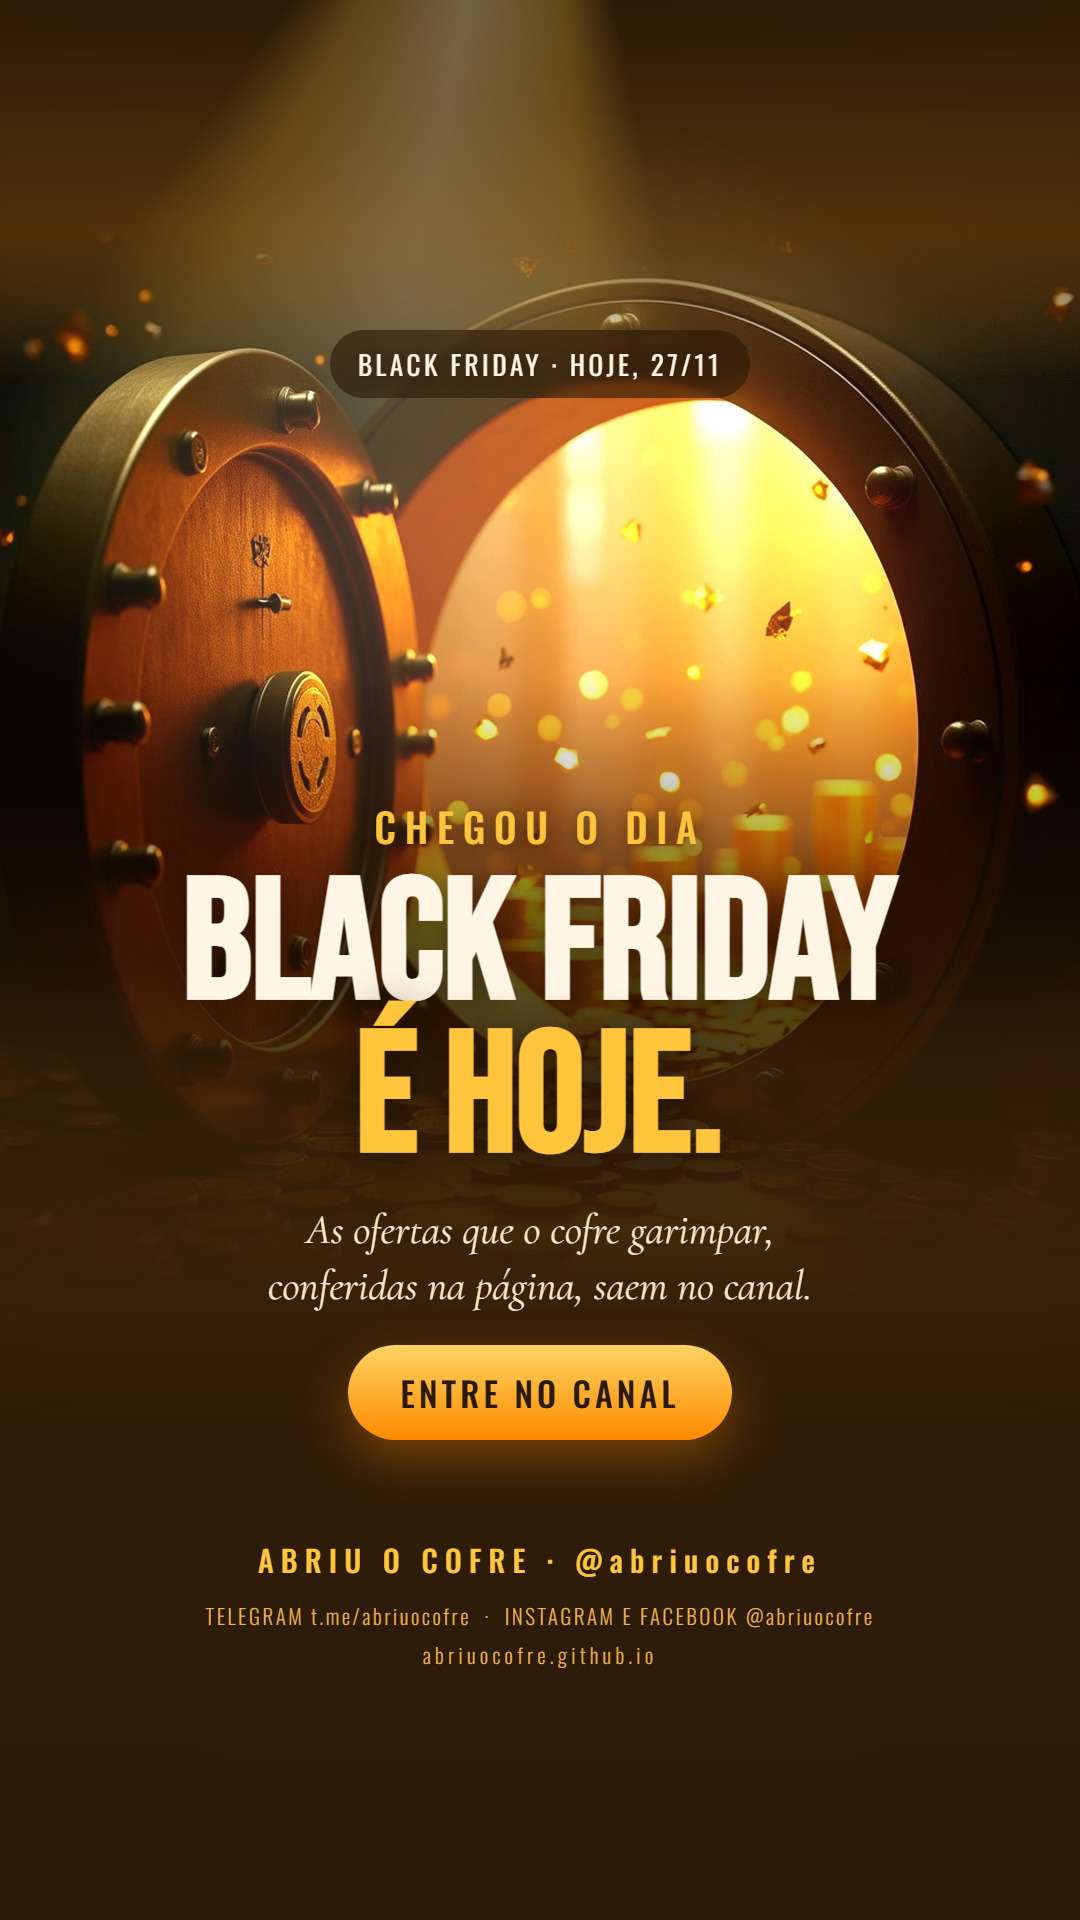 BLACK FRIDAY · HOJE, 27/11
CHEGOU O DIA
BLACK FRIDAY
É HOJE.
As ofertas que o cofre garimpar,
conferidas na página, saem no canal.
ENTRE NO CANAL
ABRIU O COFRE · @abriuocofre
TELEGRAM t.me/abriuocofre · INSTAGRAM E FACEBOOK @abriuocofre
abriuocofre.github.io